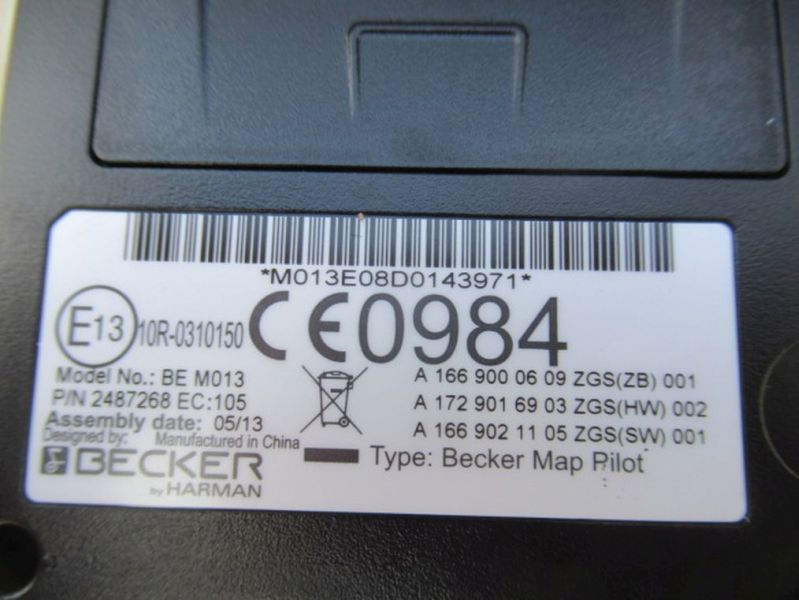 *M013E08D0143971*
E13 10R-0310150 CE0984
Model No.: BE M013
P/N 2487268 EC:105
Assembly date: 05/13
Designed by: Manufactured in China
BECKER
by HARMAN
A 166 900 06 09 ZGS(ZB) 001
A 172 901 69 03 ZGS(HW) 002
A 166 902 11 05 ZGS(SW) 001
Type: Becker Map Pilot